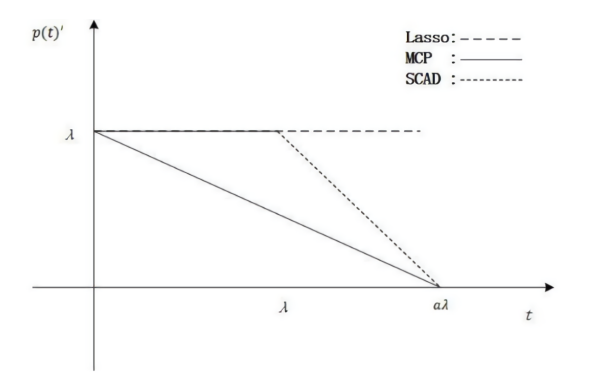 p(t)'
Lasso:
MCP :
SCAD :
λ
λ
aλ
t